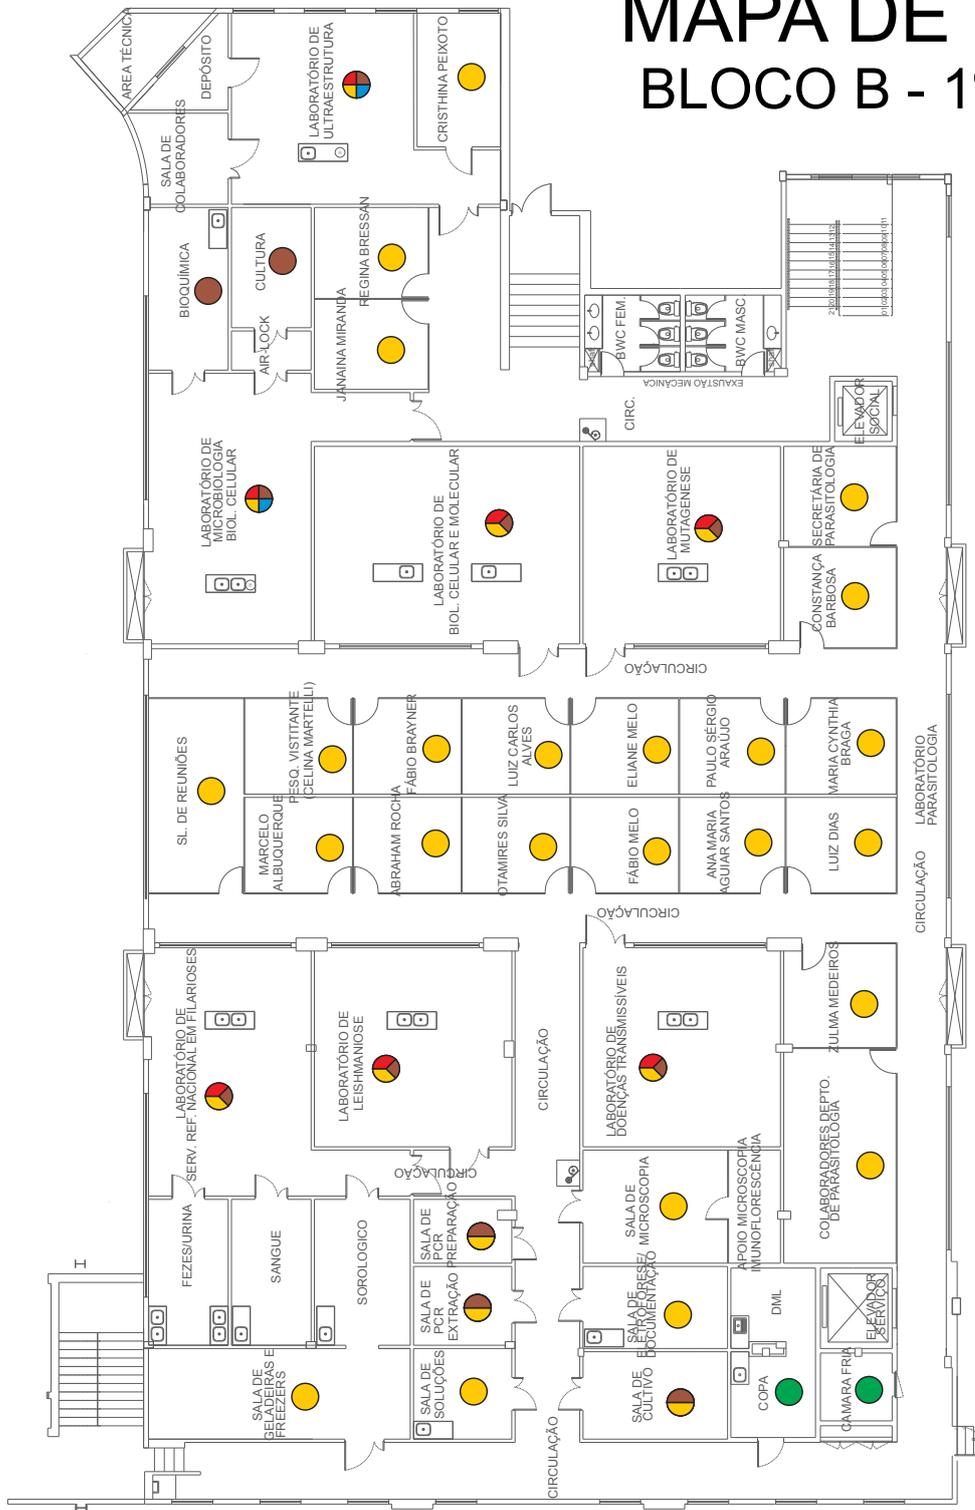 MAPA DE
BLOCO B - 1º
ÁREA TÉCNICA
DEPÓSITO
LABORATÓRIO DE
ULTRAESTRUTURA
CRISTHINA PEIXOTO
SALA DE
COLABORADORES
BIOQUÍMICA
CULTURA
REGINA BRESSAN
AIR-LOCK
JANAINA MIRANDA
BWC FEM.
BWC MASC.
EXAUSTÃO MECÂNICA
CIRC.
ELEVADOR
SOCIAL
LABORATÓRIO DE
MICROBIOLOGIA
BIOL. CELULAR
LABORATÓRIO DE
BIOL. CELULAR E MOLECULAR
LABORATÓRIO DE
MUTAGENESE
SECRETÁRIA DE
PARASITOLOGIA
CONSTANÇA
BARBOSA
CIRCULAÇÃO
SL. DE REUNIÕES
PESQ. VISTITANTE
(CELINA MARTELLI)
FÁBIO BRAYNER
LUIZ CARLOS
ALVES
ELIANE MELO
PAULO SÉRGIO
ARAÚJO
MARIA CYNTHIA
BRAGA
LABORATÓRIO
PARASITOLOGIA
MARCELO
ALBUQUERQUE
ABRAHAM ROCHA
OTAMIRES SILVA
FÁBIO MELO
ANA MARIA
AGUIAR SANTOS
LUIZ DIAS
CIRCULAÇÃO
CIRCULAÇÃO
LABORATÓRIO DE
SERV. REF. NACIONAL EM FILARIOSES
LABORATÓRIO DE
LEISHMANIOSE
CIRCULAÇÃO
LABORATÓRIO DE
DOENÇAS TRANSMISSÍVEIS
ZULMA MEDEIROS
COLABORADORES DEPTO.
DE PARASITOLOGIA
CIRCULAÇÃO
FEZES/URINA
SANGUE
SOROLOGICO
SALA DE
PCR
PREPARAÇÃO
SALA DE
MICROSCOPIA
APOIO MICROSCOPIA
IMUNOFLORESCÊNCIA
SALA DE
PCR
EXTRAÇÃO
SALA DE
ELETROFORESE/
DOCUMENTAÇÃO
DML
ELEVADOR
SERVIÇO
SALA DE
GELADEIRAS E
FREEZERS
SALA DE
SOLUÇÕES
SALA DE
CULTIVO
COPA
CÂMARA FRIA
CIRCULAÇÃO